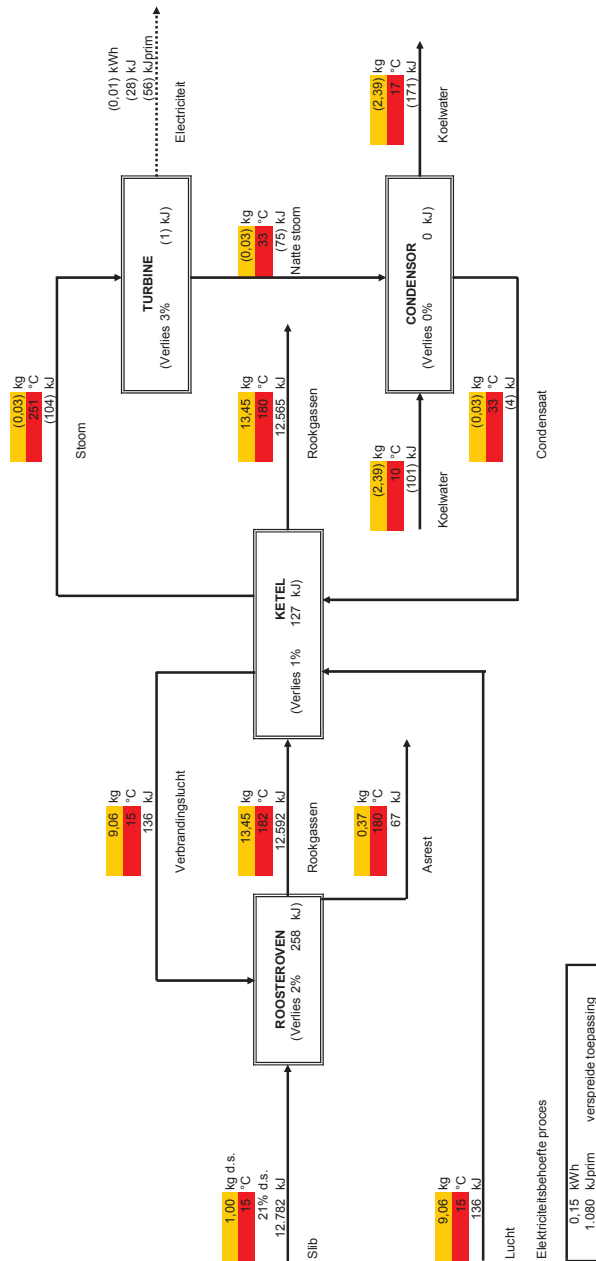 1,00 kg d.s.
15 °C
21% d.s.
12.782 kJ
Slib
ROOSTEROVEN
(Verlies 2% 258 kJ)
9,06 kg
15 °C
136 kJ
Verbrandingslucht
13,45 kg
182 °C
12.592 kJ
Rookgassen
0,37 kg
180 °C
67 kJ
Asrest
9,06 kg
15 °C
136 kJ
Lucht
KETEL
(Verlies 1% 127 kJ)
(0,03) kg
251 °C
(104) kJ
Stoom
13,45 kg
180 °C
12.565 kJ
Rookgassen
TURBINE
(Verlies 3% (1) kJ)
(0,01) kWh
(28) kJ
(56) kJprim
Electriciteit
(0,03) kg
33 °C
(75) kJ
Natte stoom
(2,39) kg
10 °C
(101) kJ
Koelwater
CONDENSOR
(Verlies 0% 0 kJ)
(2,39) kg
17 °C
(171) kJ
Koelwater
(0,03) kg
33 °C
(4) kJ
Condensaat
Elektriciteitsbehoefte proces
0,15 kWh
1.080 kJprim verspreide toepassing